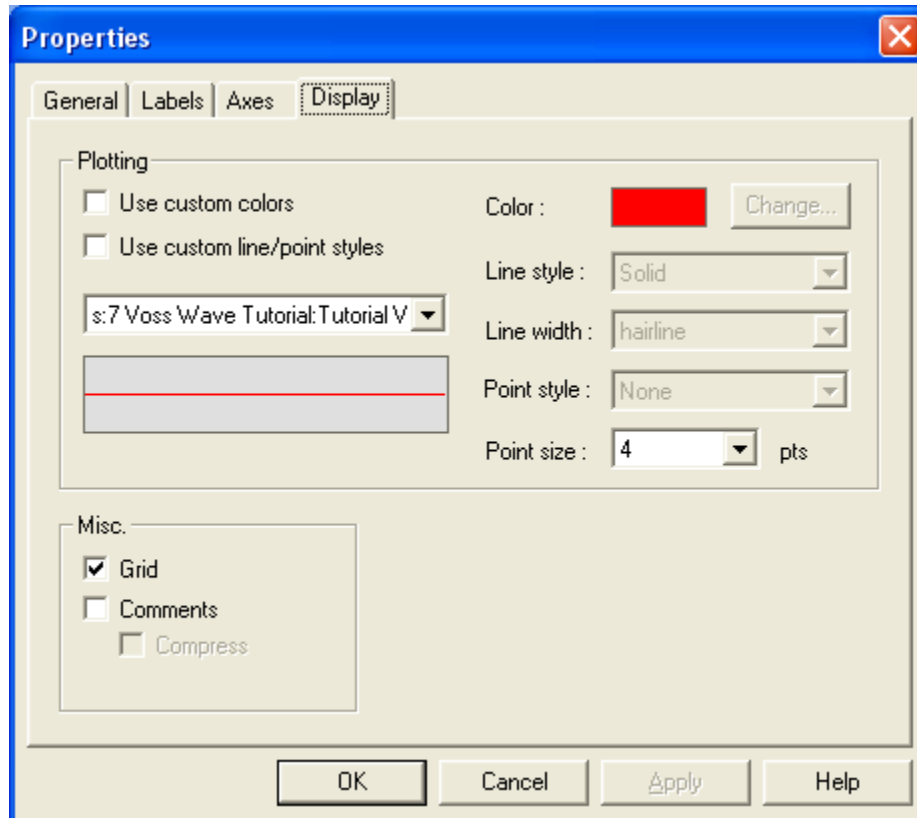 Properties
General Labels Axes Display
Plotting
Use custom colors
Use custom line/point styles
s:7 Voss Wave Tutorial:Tutorial V
Color :
Change...
Line style :
Solid
Line width :
hairline
Point style :
None
Point size :
4
pts
Misc.
Grid
Comments
Compress
OK
Cancel
Apply
Help